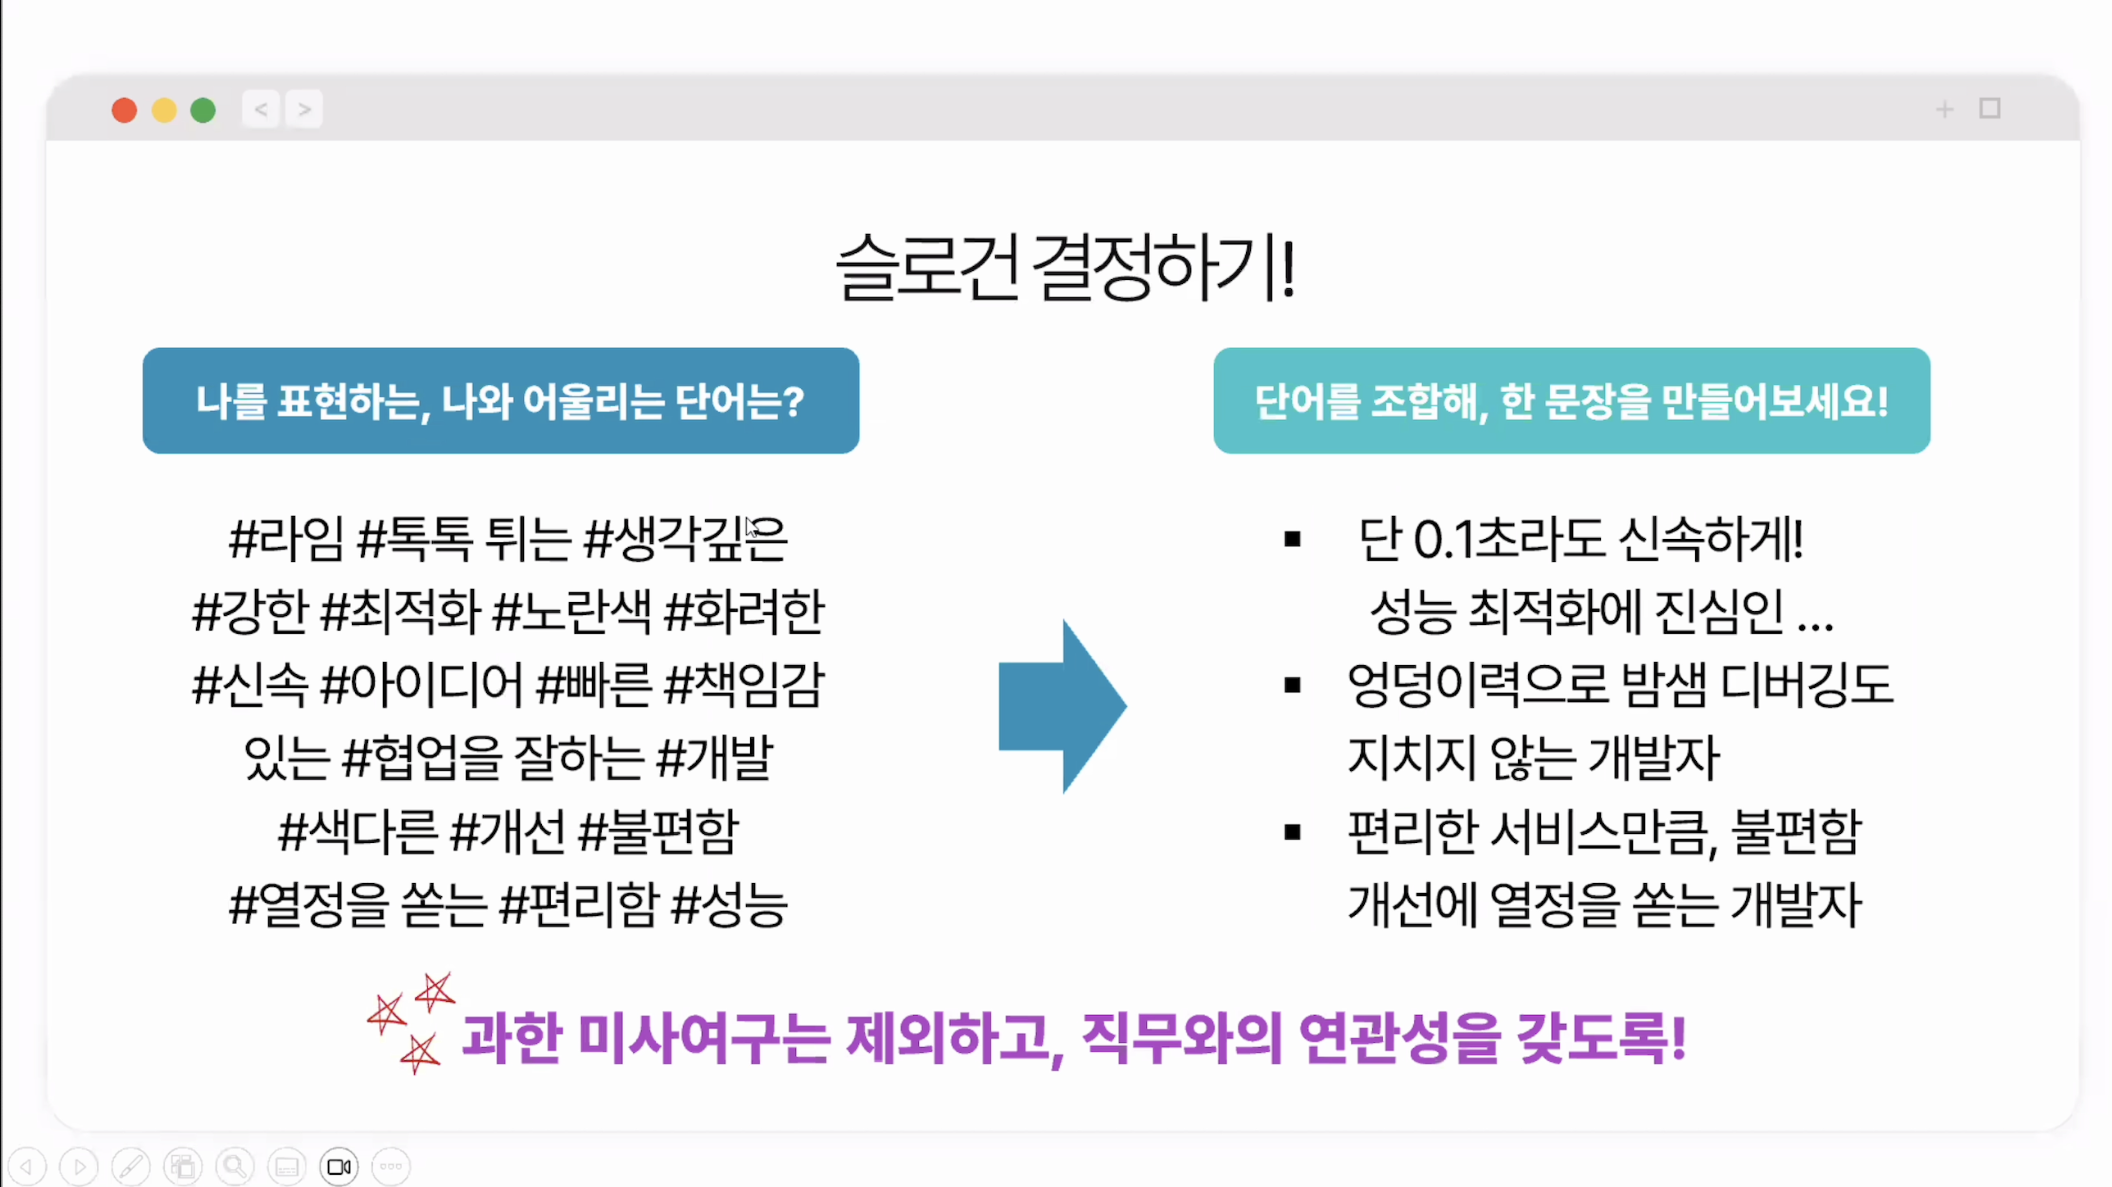 슬로건 결정하기!
나를 표현하는, 나와 어울리는 단어는?
#라임 #톡톡 튀는 #생각깊은
#강한 #최적화 #노란색 #화려한
#신속 #아이디어 #빠른 #책임감
있는 #협업을 잘하는 #개발
#색다른 #개선 #불편함
#열정을 쏟는 #편리함 #성능
단어를 조합해, 한 문장을 만들어보세요!
▪ 단 0.1초라도 신속하게!
성능 최적화에 진심인 ...
▪ 엉덩이력으로 밤샘 디버깅도
지치지 않는 개발자
▪ 편리한 서비스만큼, 불편함
개선에 열정을 쏟는 개발자
과한 미사여구는 제외하고, 직무와의 연관성을 갖도록!